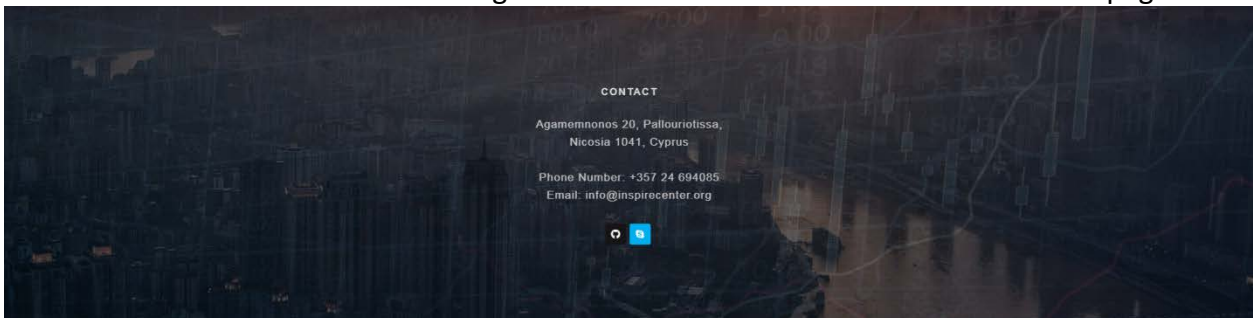 CONTACT
Agamemnonos 20, Pallouriotissa,
Nicosia 1041, Cyprus
Phone Number: +357 24 694085
Email: info@inspirecenter.org